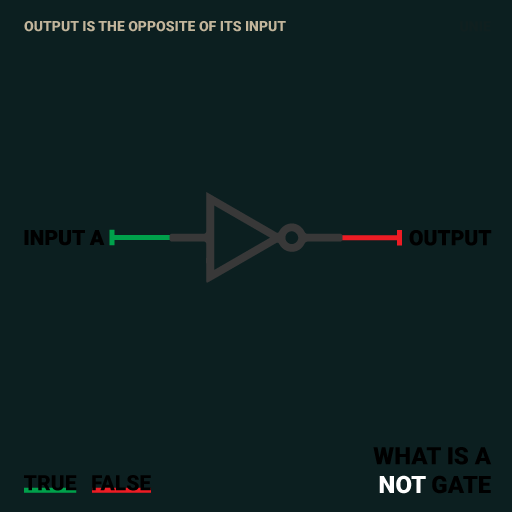 OUTPUT IS THE OPPOSITE OF ITS INPUT
INPUT A
OUTPUT
TRUE FALSE
WHAT IS A
NOT GATE